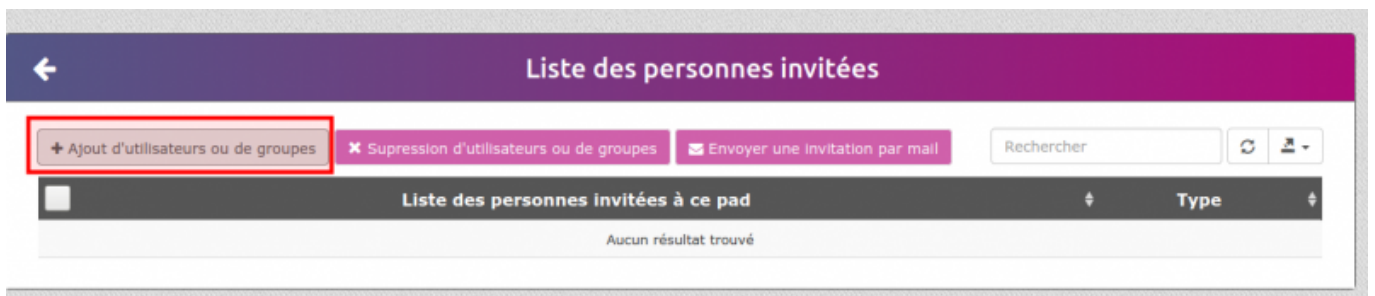 Liste des personnes invitées
+ Ajout d'utilisateurs ou de groupes
Supression d'utilisateurs ou de groupes
Envoyer une invitation par mail
Rechercher
Liste des personnes invitées à ce pad
Type
Aucun résultat trouvé